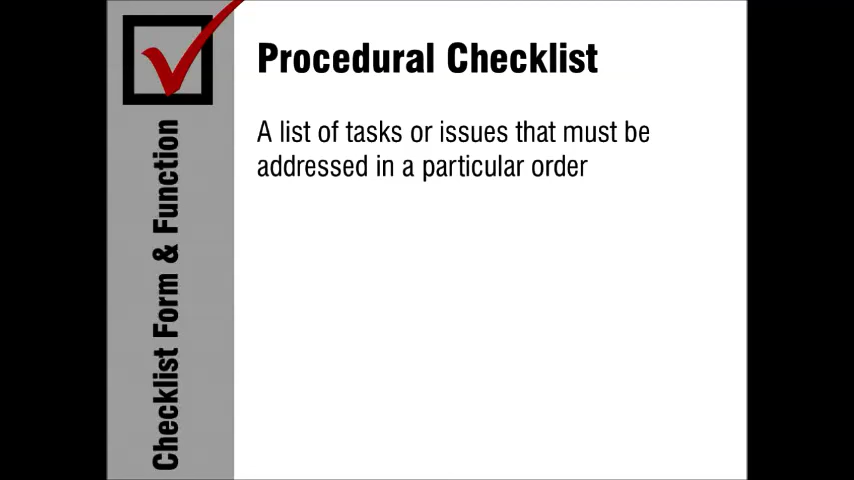 Procedural Checklist
A list of tasks or issues that must be
addressed in a particular order
Checklist Form & Function